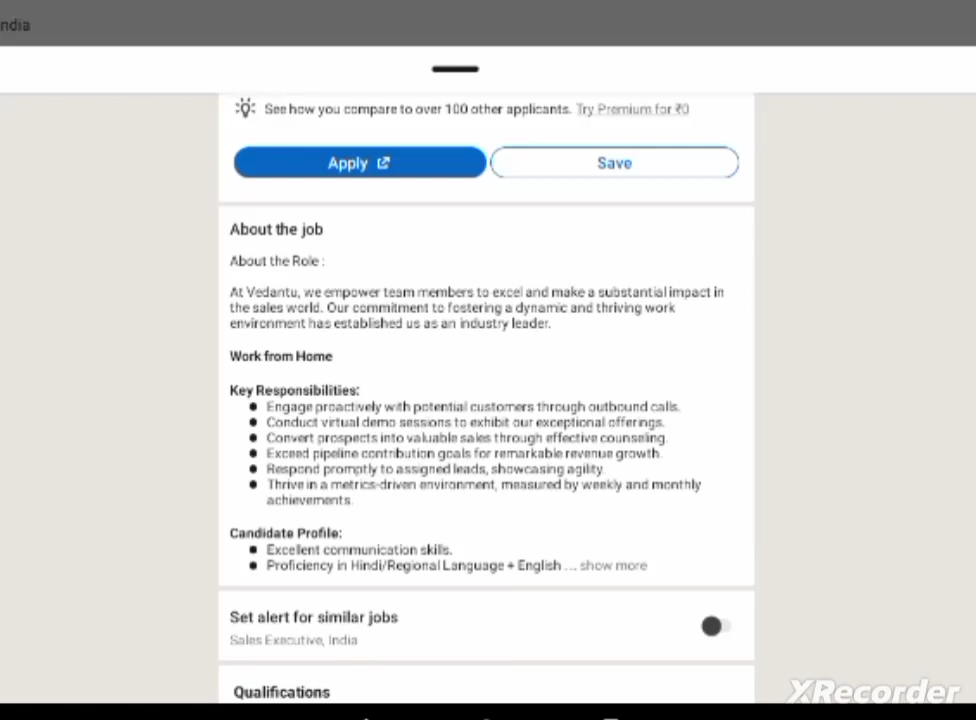 ndia
See how you compare to over 100 other applicants. Try Premium for ₹0
Apply
Save
About the job
About the Role :
At Vedantu, we empower team members to excel and make a substantial impact in
the sales world. Our commitment to fostering a dynamic and thriving work
environment has established us as an industry leader.
Work from Home
Key Responsibilities:
● Engage proactively with potential customers through outbound calls.
● Conduct virtual demo sessions to exhibit our exceptional offerings.
● Convert prospects into valuable sales through effective counseling.
● Exceed pipeline contribution goals for remarkable revenue growth.
● Respond promptly to assigned leads, showcasing agility.
● Thrive in a metrics-driven environment, measured by weekly and monthly
achievements.
Candidate Profile:
● Excellent communication skills.
● Proficiency in Hindi/Regional Language + English ... show more
Set alert for similar jobs
Sales Executive, India
Qualifications
XRecorder